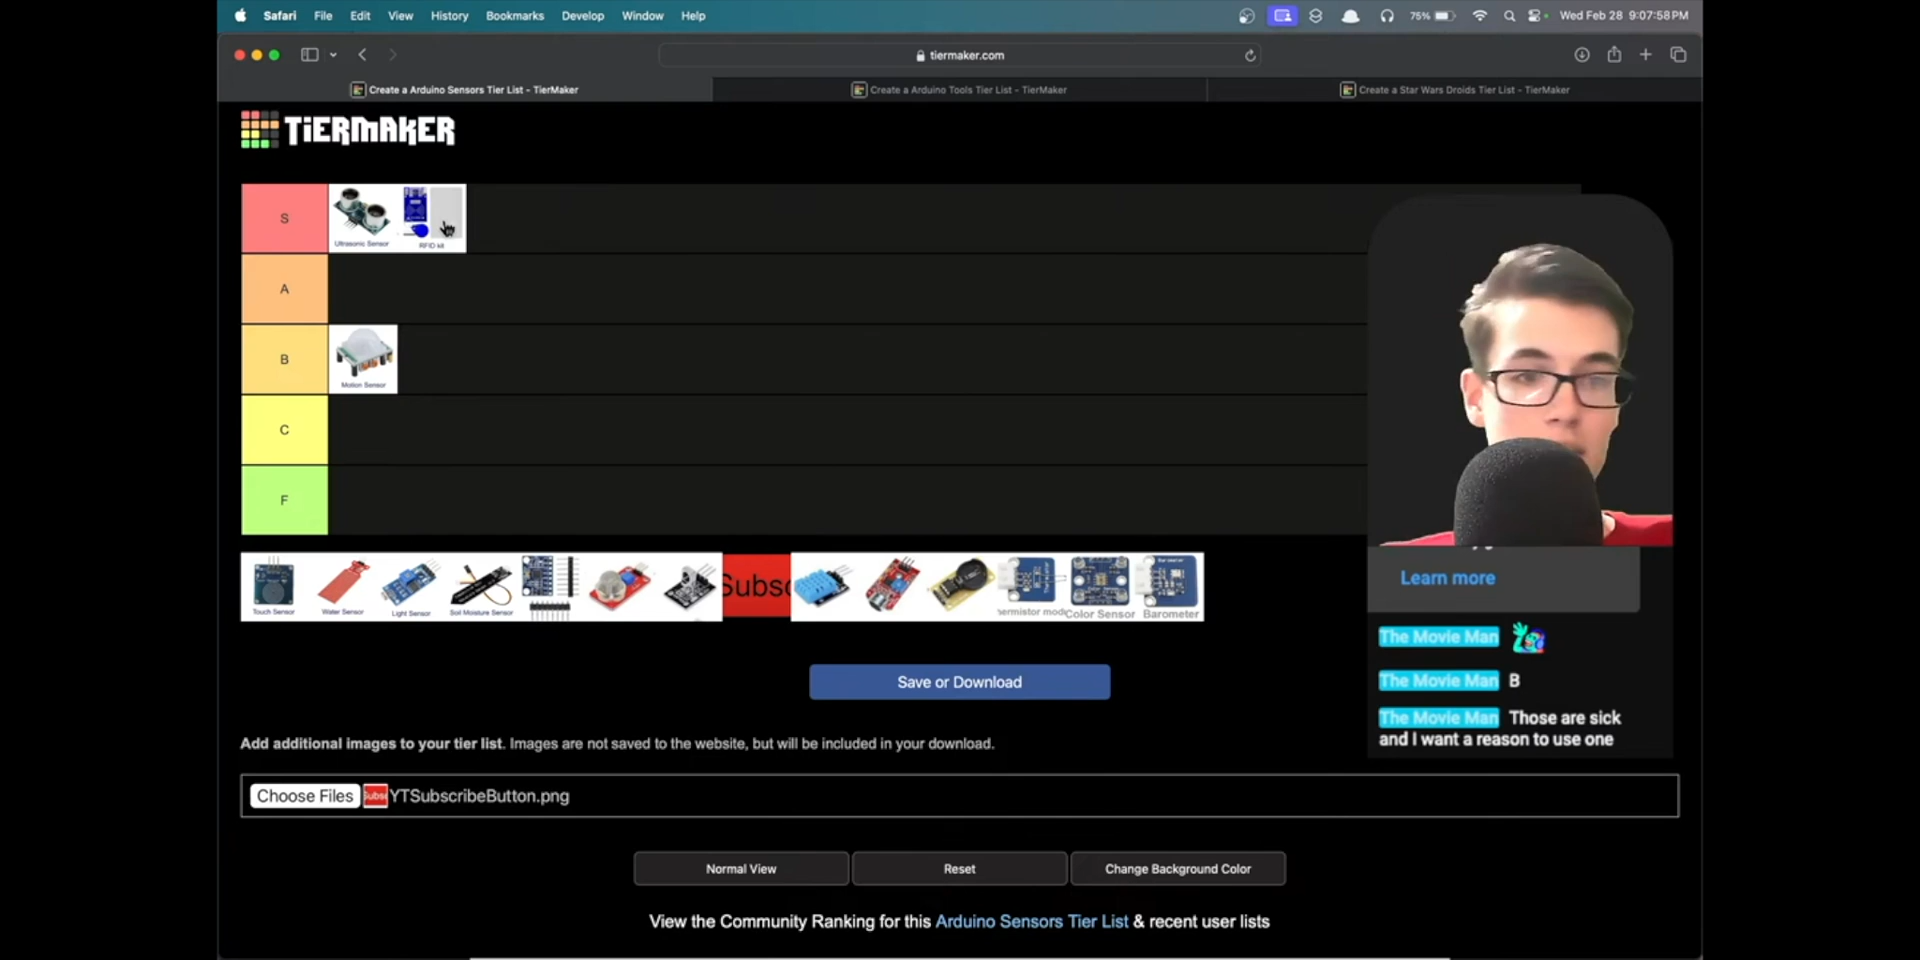 Safari File Edit View History Bookmarks Develop Window Help 75% Wed Feb 28 9:07:58 PM
tiermaker.com
Create a Arduino Sensors Tier List - TierMaker
Create a Arduino Tools Tier List - TierMaker
Create a Star Wars Droids Tier List - TierMaker
TiERMAKER
S
Ultrasonic Sensor
RFID kit
A
B
Motion Sensor
C
F
Touch Sensor
Water Sensor
Light Sensor
Soil Moisture Sensor
Subsc
Color Sensor
Barometer
Learn more
The Movie Man
The Movie Man B
The Movie Man Those are sick
and I want a reason to use one
Save or Download
Add additional images to your tier list. Images are not saved to the website, but will be included in your download.
Choose Files YTSubscribeButton.png
Normal View
Reset
Change Background Color
View the Community Ranking for this Arduino Sensors Tier List & recent user lists